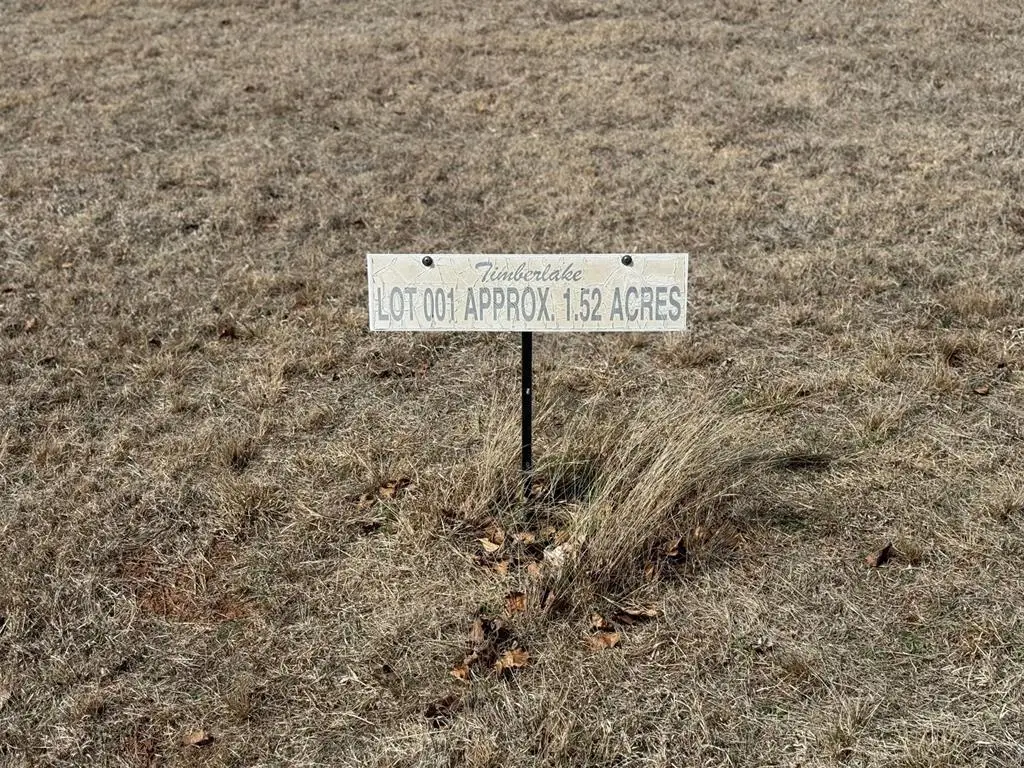 Timberlake
LOT 001 APPROX. 1.52 ACRES